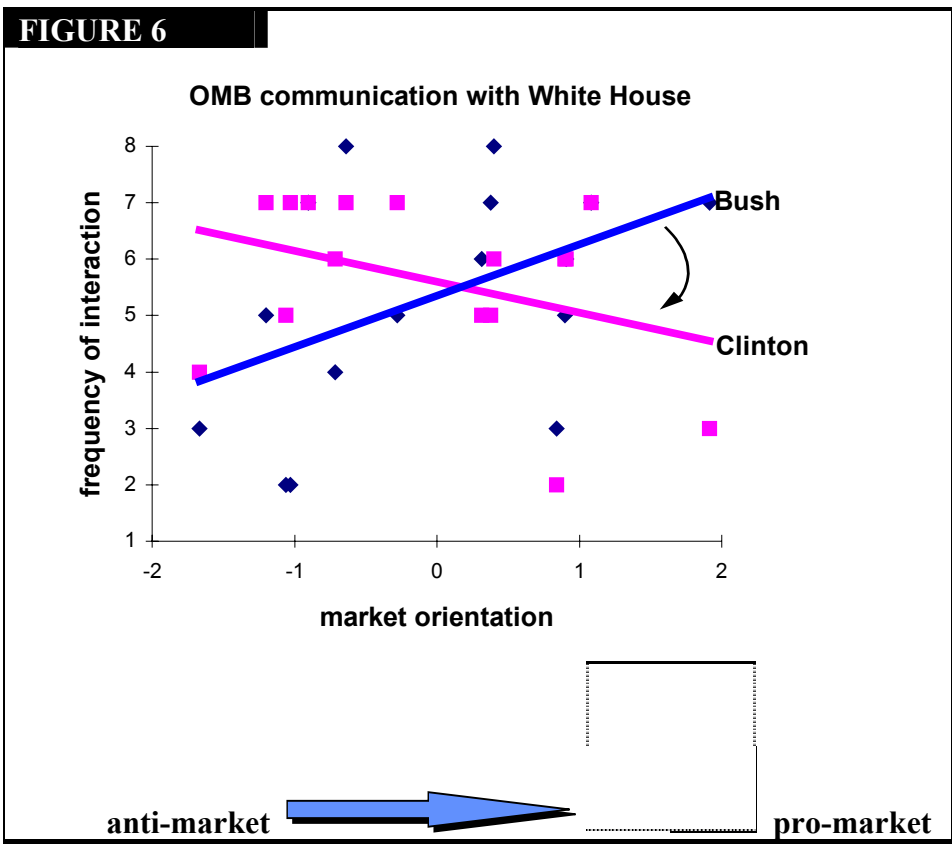 FIGURE 6
OMB communication with White House
frequency of interaction
8
7
6
5
4
3
2
1
-2 -1 0 1 2
Bush
Clinton
market orientation
anti-market pro-market